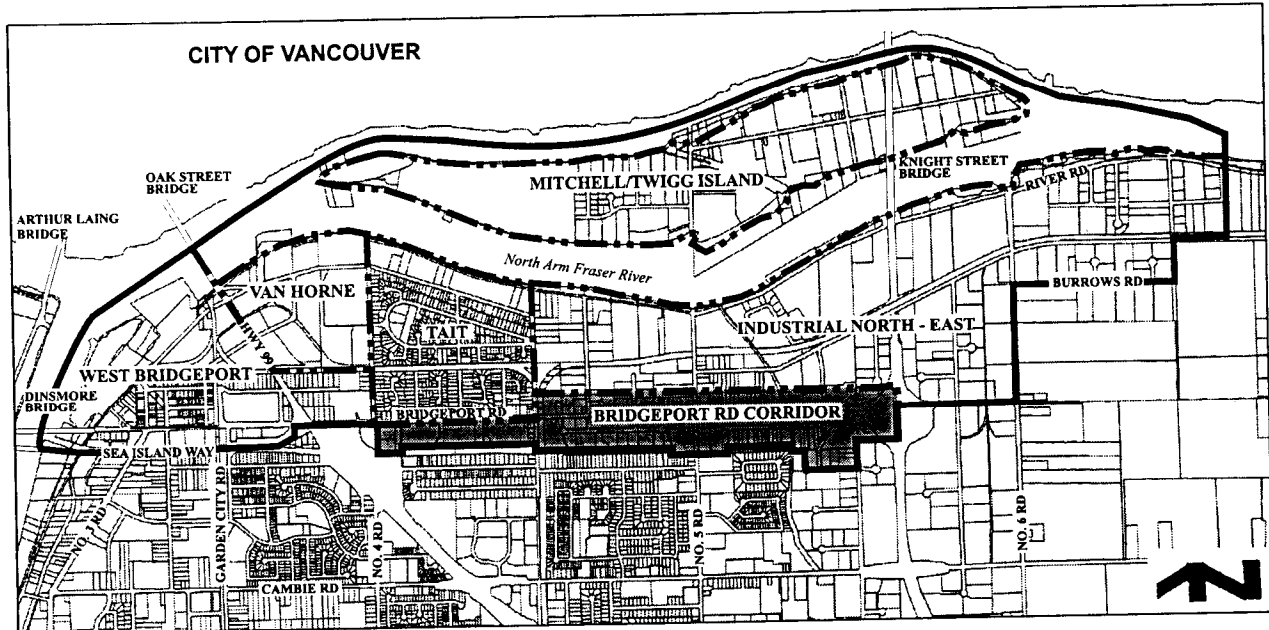 CITY OF VANCOUVER
OAK STREET
BRIDGE
ARTHUR LAING
BRIDGE
MITCHELL/TWIGG ISLAND
KNIGHT STREET
BRIDGE
RIVER RD
North Arm Fraser River
VAN HORNE
BURROWS RD
TAIT
INDUSTRIAL NORTH - EAST
HWY 99
WEST BRIDGEPORT
DINSMORE
BRIDGE
BRIDGEPORT RD
BRIDGEPORT RD CORRIDOR
SEA ISLAND WAY
NO. 3 RD
GARDEN CITY RD
NO. 4 RD
NO. 5 RD
NO. 6 RD
CAMBIE RD
N